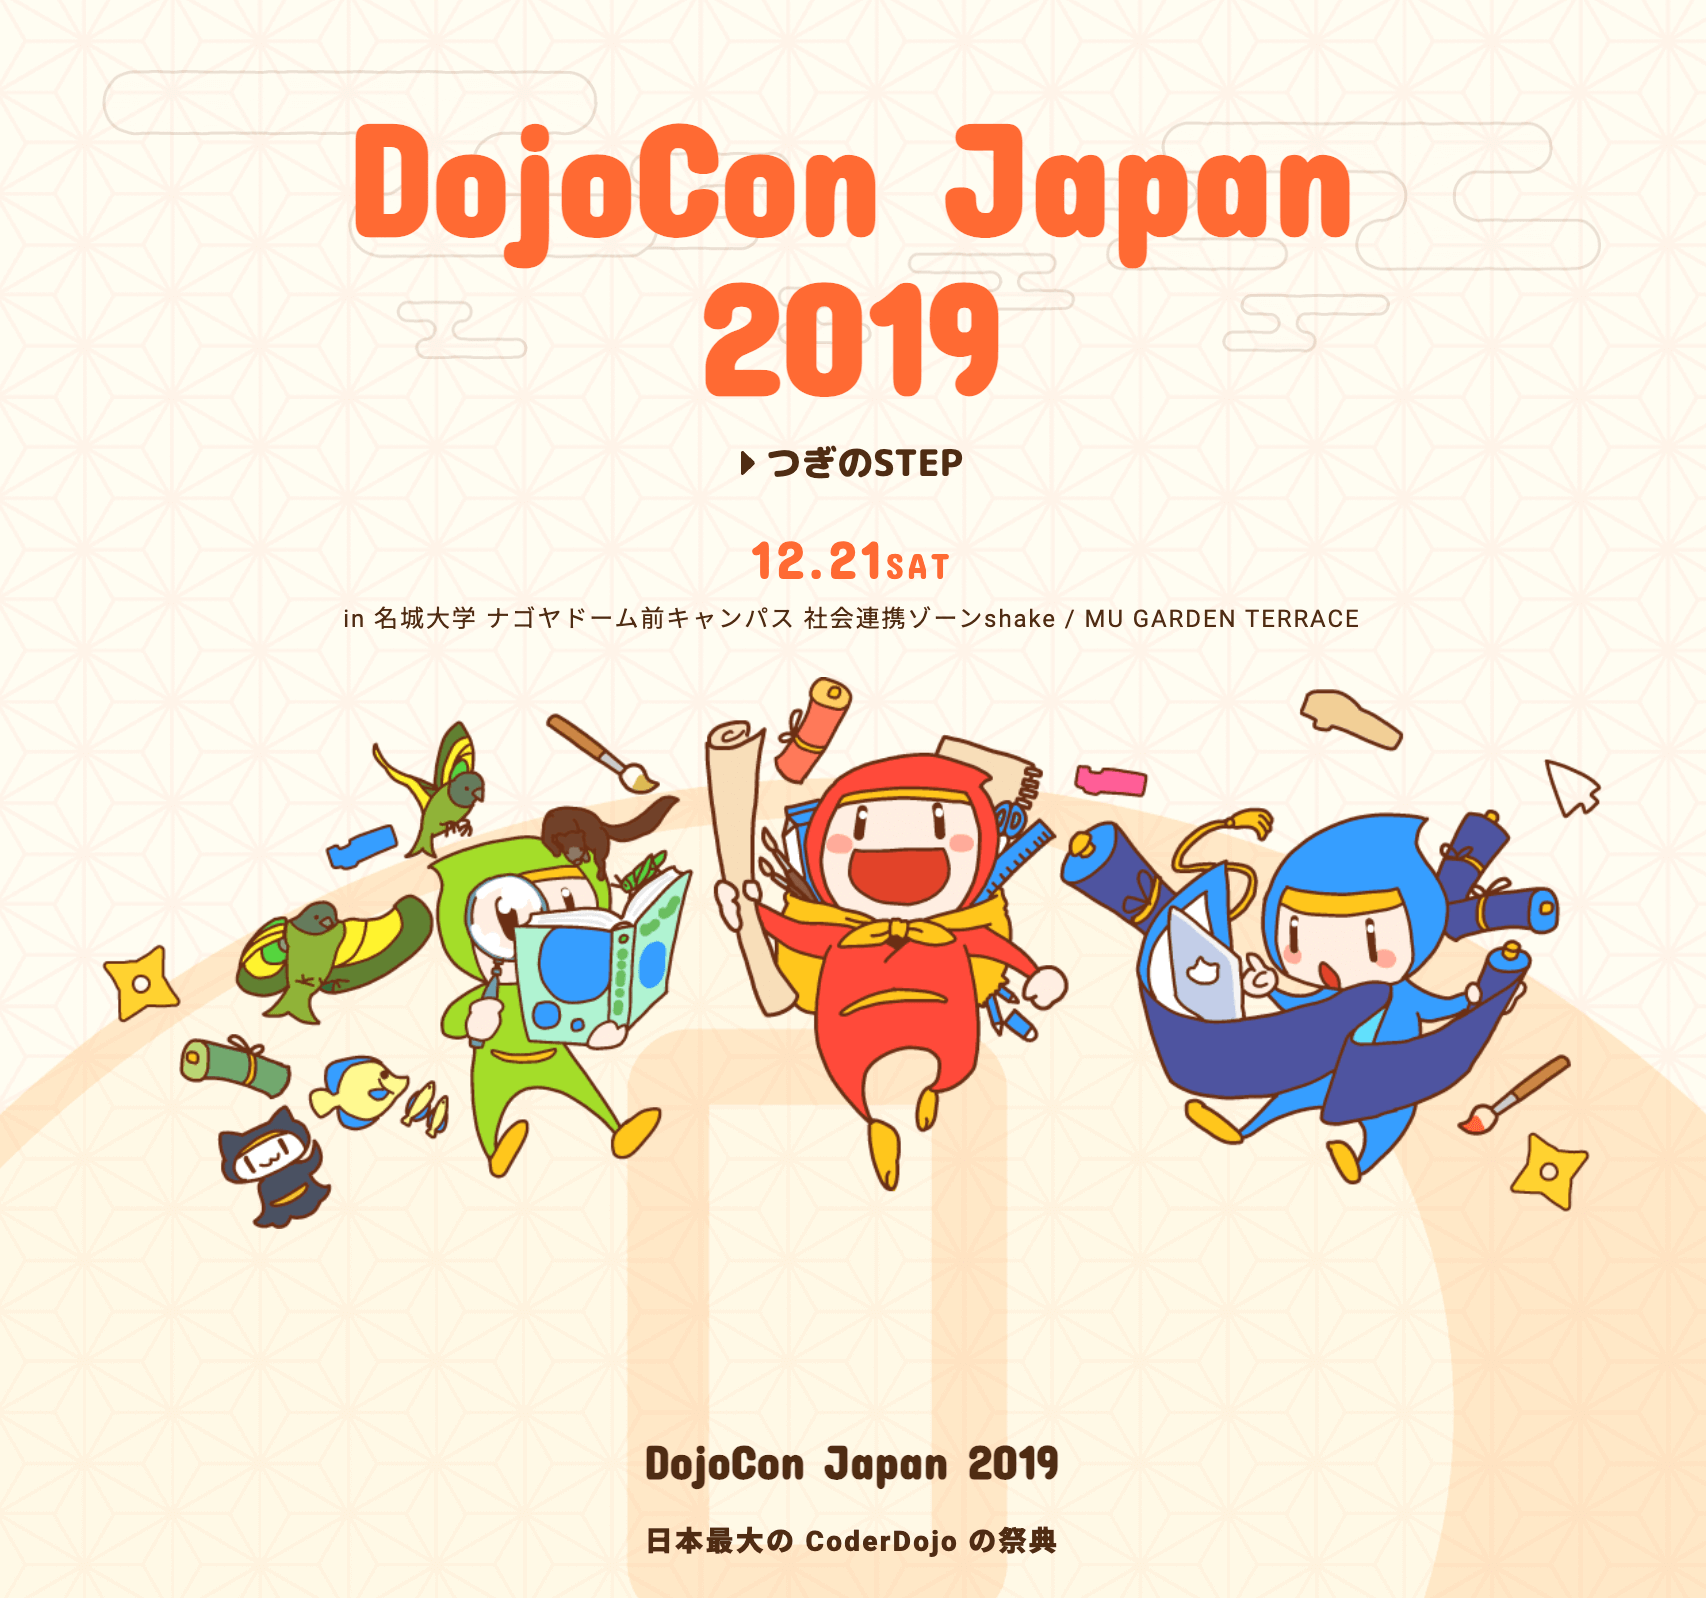 DojoCon Japan
2019
つぎのSTEP
12.21SAT
in 名城大学 ナゴヤドーム前キャンパス 社会連携ゾーンshake / MU GARDEN TERRACE
DojoCon Japan 2019
日本最大の CoderDojo の祭典